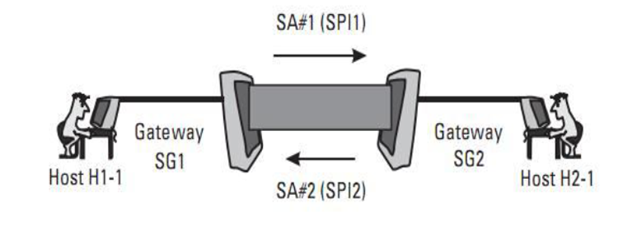 SA#1 (SPI1)
Gateway
SG1
Gateway
SG2
Host H1-1
Host H2-1
SA#2 (SPI2)